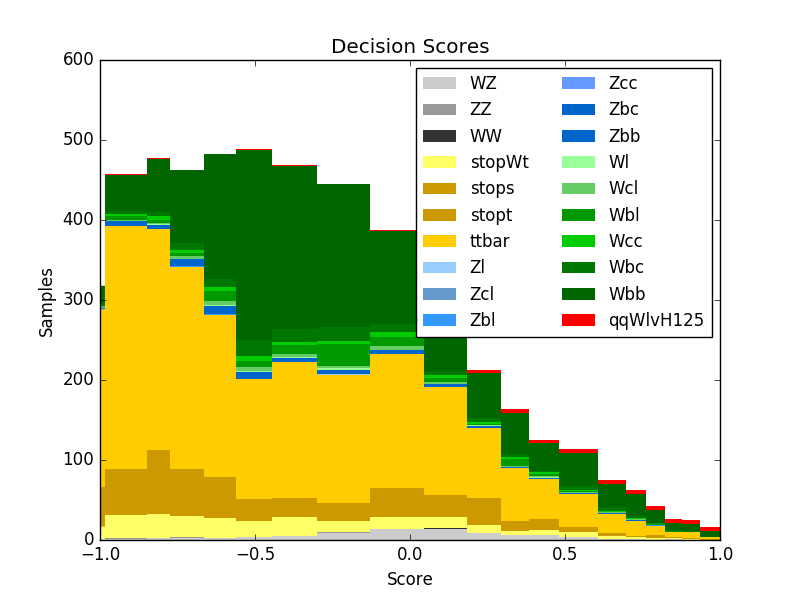 Decision Scores
600
500
400
300
200
100
0
Samples
−1.0
−0.5
0.0
0.5
1.0
Score
WZ
ZZ
WW
stopWt
stops
stopt
ttbar
Zl
Zcl
Zbl
Zcc
Zbc
Zbb
Wl
Wcl
Wbl
Wcc
Wbc
Wbb
qqWlvH125